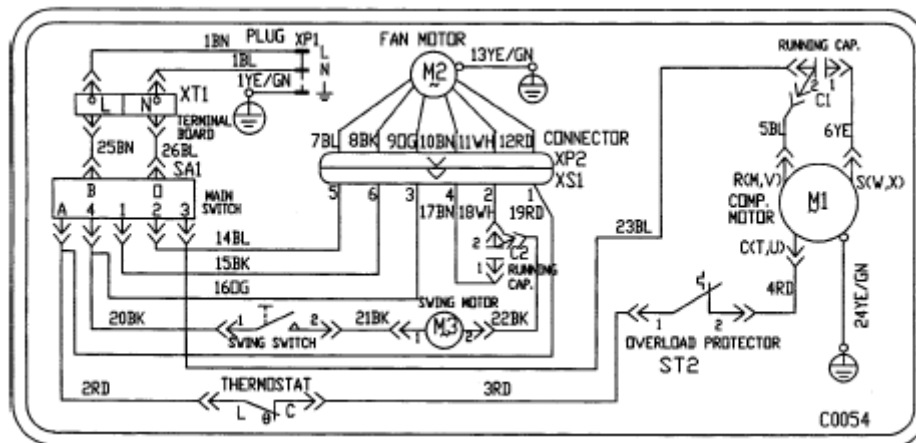 1BN PLUG XP1 FAN MOTOR 13YE/GN RUNNING CAP.
1BL L
N
1YE/GN
M2
~
2 1
C1
L N XT1
TERMINAL
BOARD
7BL 8BK 9OG 10BN 11WH 12RD CONNECTOR
XP2
XS1
5BL 6YE
25BN 26BL
SA1
B O
MAIN
SWITCH
A 4 1 2 3
5 6 3 4 2 1
R(M,V) S(W,X)
COMP.
MOTOR
M1
C(T,U)
17BN 18WH 19RD
2 C2
1 RUNNING
CAP.
23BL
14BL
15BK
16OG
4RD
24YE/GN
20BK 1 2 21BK SWING MOTOR 22BK
SWING SWITCH
1 M3 2
1 2
OVERLOAD PROTECTOR
ST2
2RD THERMOSTAT 3RD
L θ C
C0054